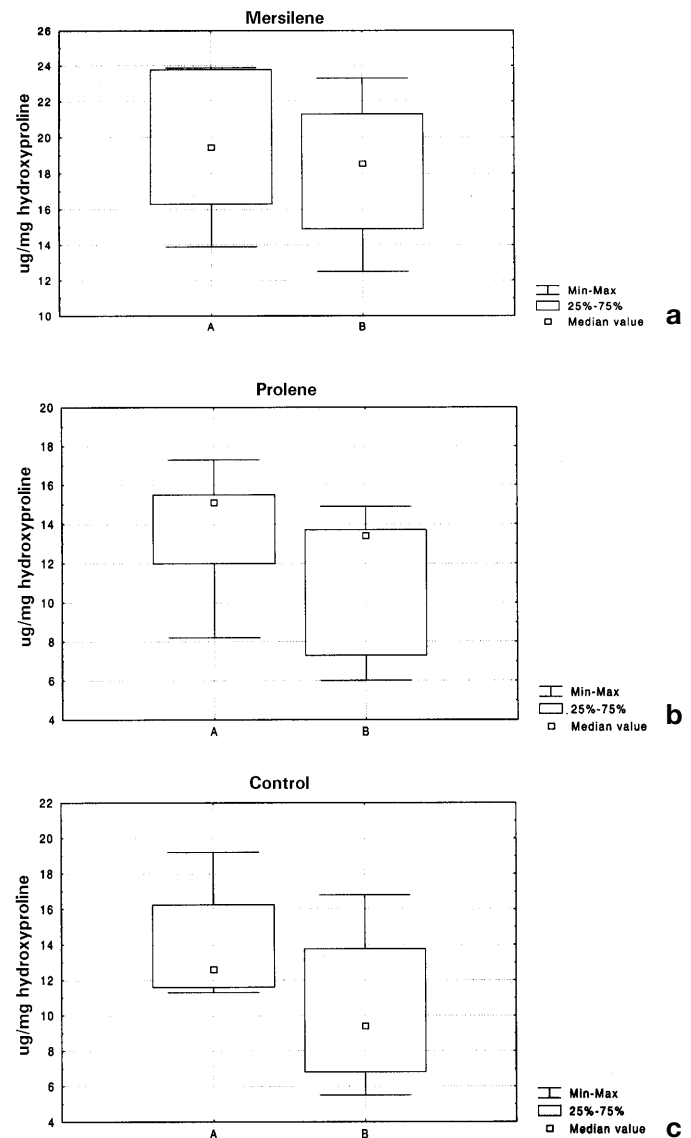 Mersilene
26
24
22
20
18
16
14
12
10
ug/mg hydroxyproline
A B
Min-Max
25%-75%
Median value
a
Prolene
20
18
16
14
12
10
8
6
4
ug/mg hydroxyproline
A B
Min-Max
25%-75%
Median value
b
Control
22
20
18
16
14
12
10
8
6
4
ug/mg hydroxyproline
A B
Min-Max
25%-75%
Median value
c